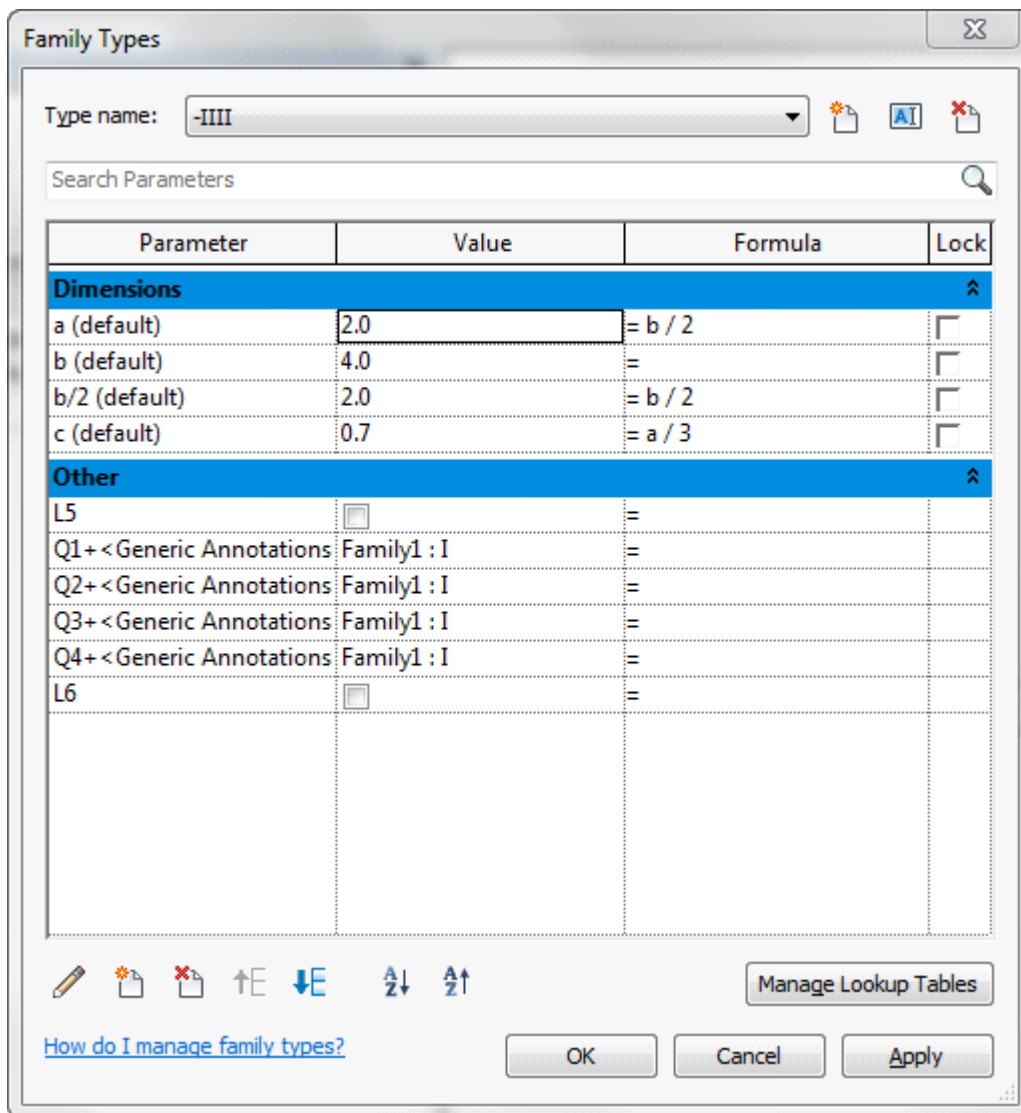 Family Types
Type name: -IIII
Search Parameters
Parameter Value Formula Lock
Dimensions
a (default) 2.0 = b / 2
b (default) 4.0 =
b/2 (default) 2.0 = b / 2
c (default) 0.7 = a / 3
Other
L5 =
Q1+<Generic Annotations Family1 : I =
Q2+<Generic Annotations Family1 : I =
Q3+<Generic Annotations Family1 : I =
Q4+<Generic Annotations Family1 : I =
L6 =
Manage Lookup Tables
How do I manage family types?
OK Cancel Apply